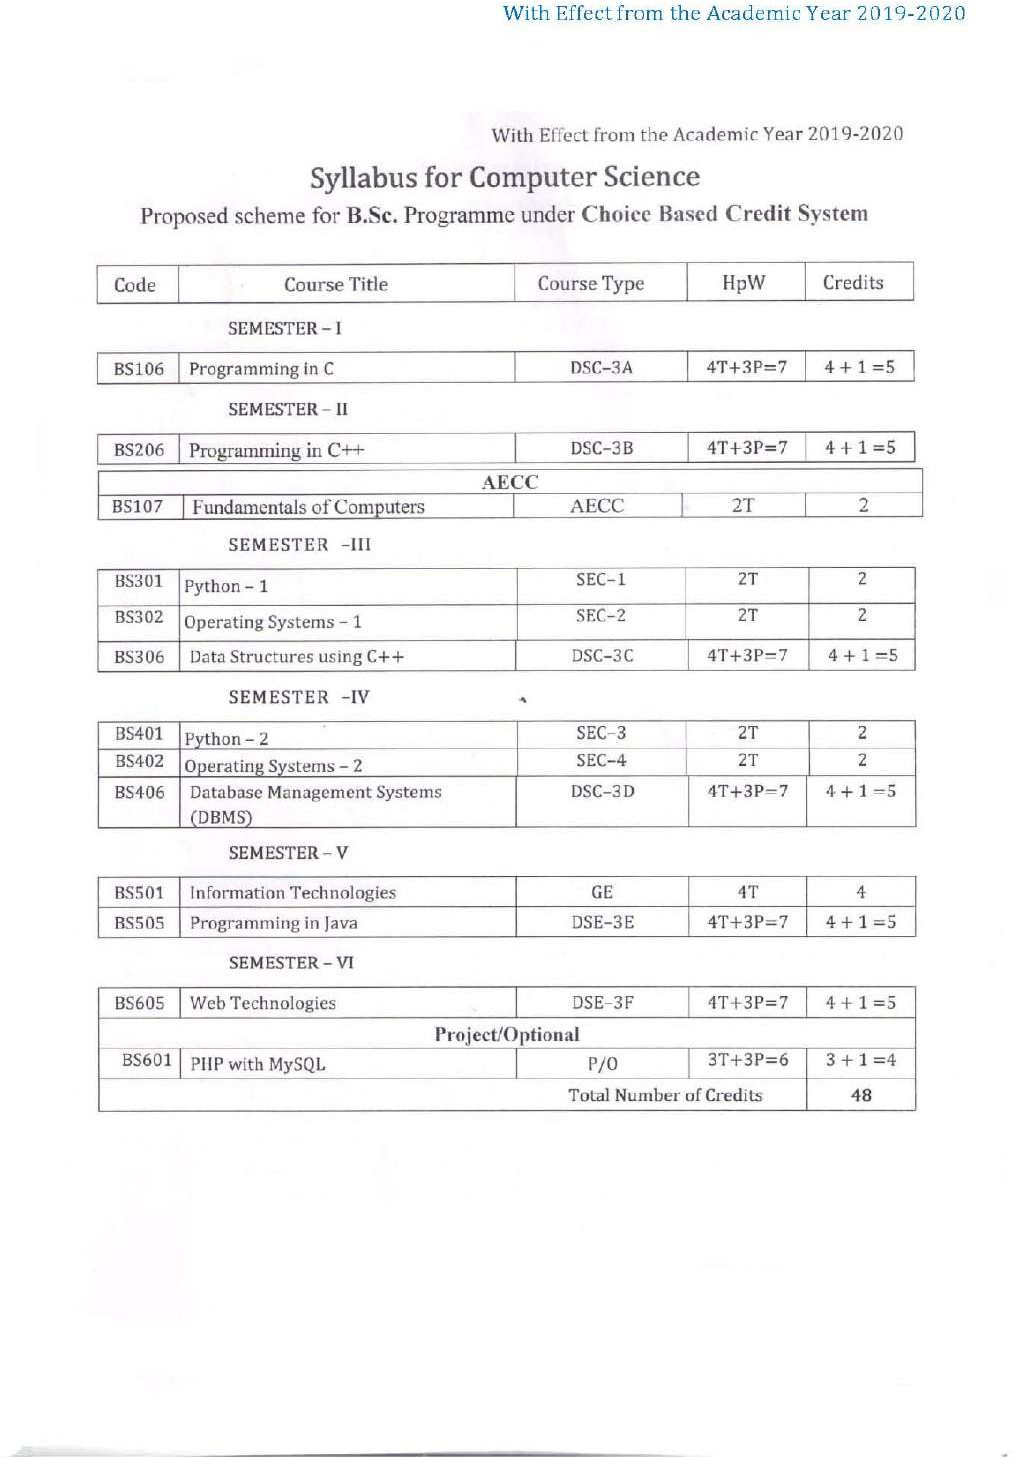 With Effect from the Academic Year 2019-2020
With Effect from the Academic Year 2019-2020
Syllabus for Computer Science
Proposed scheme for B.Sc. Programme under Choice Based Credit System
Code Course Title Course Type HpW Credits
SEMESTER – I
BS106 Programming in C DSC-3A 4T+3P=7 4 + 1 =5
SEMESTER – II
BS206 Programming in C++ DSC-3B 4T+3P=7 4 + 1 =5
AECC
BS107 Fundamentals of Computers AECC 2T 2
SEMESTER –III
BS301 Python – 1 SEC-1 2T 2
BS302 Operating Systems – 1 SEC-2 2T 2
BS306 Data Structures using C++ DSC-3C 4T+3P=7 4 + 1 =5
SEMESTER –IV
BS401 Python – 2 SEC-3 2T 2
BS402 Operating Systems – 2 SEC-4 2T 2
BS406 Database Management Systems DSC-3D 4T+3P=7 4 + 1 =5
(DBMS)
SEMESTER – V
BS501 Information Technologies GE 4T 4
BS505 Programming in Java DSE-3E 4T+3P=7 4 + 1 =5
SEMESTER – VI
BS605 Web Technologies DSE-3F 4T+3P=7 4 + 1 =5
Project/Optional
BS601 PHP with MySQL P/O 3T+3P=6 3 + 1 =4
Total Number of Credits 48